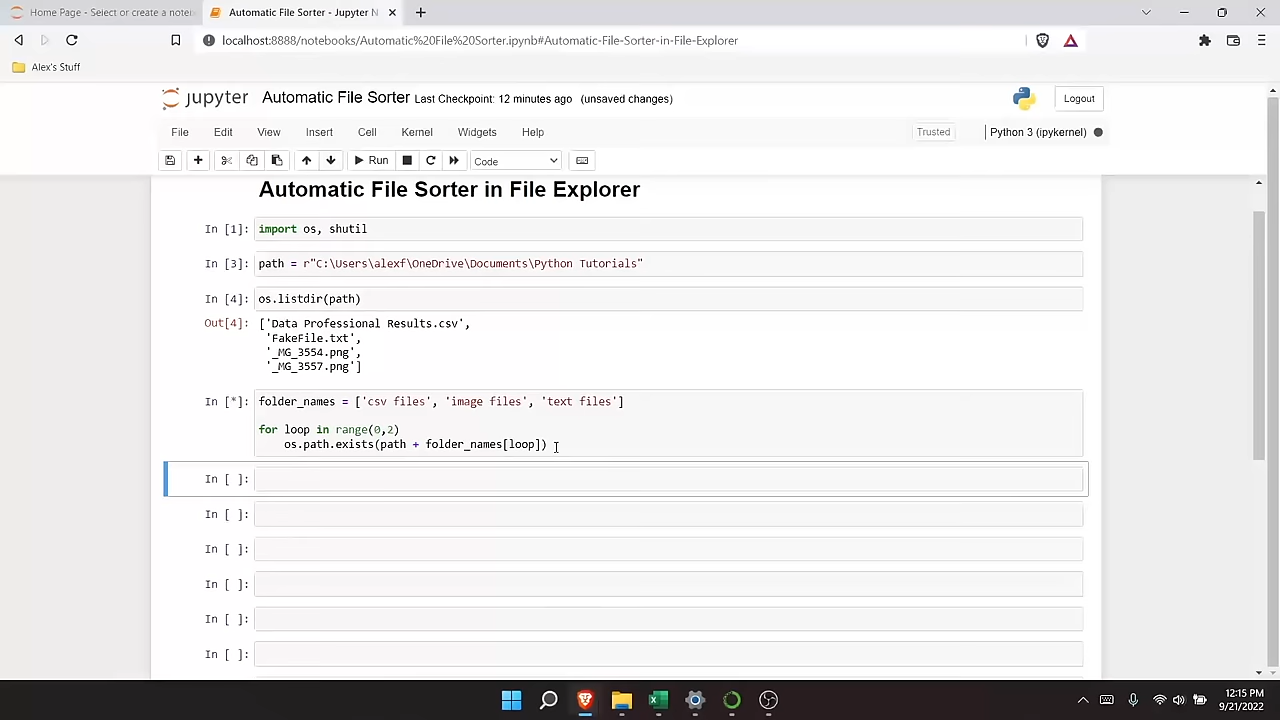 Home Page - Select or create a note
Automatic File Sorter - Jupyter N
localhost:8888/notebooks/Automatic%20File%20Sorter.ipynb#Automatic-File-Sorter-in-File-Explorer
Alex's Stuff
jupyter Automatic File Sorter Last Checkpoint: 12 minutes ago (unsaved changes)
Logout
File Edit View Insert Cell Kernel Widgets Help
Trusted
Python 3 (ipykernel)
Run
Code
Automatic File Sorter in File Explorer
In [1]: import os, shutil
In [3]: path = r"C:\Users\alexf\OneDrive\Documents\Python Tutorials"
In [4]: os.listdir(path)
Out[4]: ['Data Professional Results.csv',
'FakeFile.txt',
'_MG_3554.png',
'_MG_3557.png']
In [*]: folder_names = ['csv files', 'image files', 'text files']
for loop in range(0,2)
os.path.exists(path + folder_names[loop])
In [ ]:
In [ ]:
In [ ]:
In [ ]:
In [ ]:
In [ ]:
12:15 PM
9/21/2022